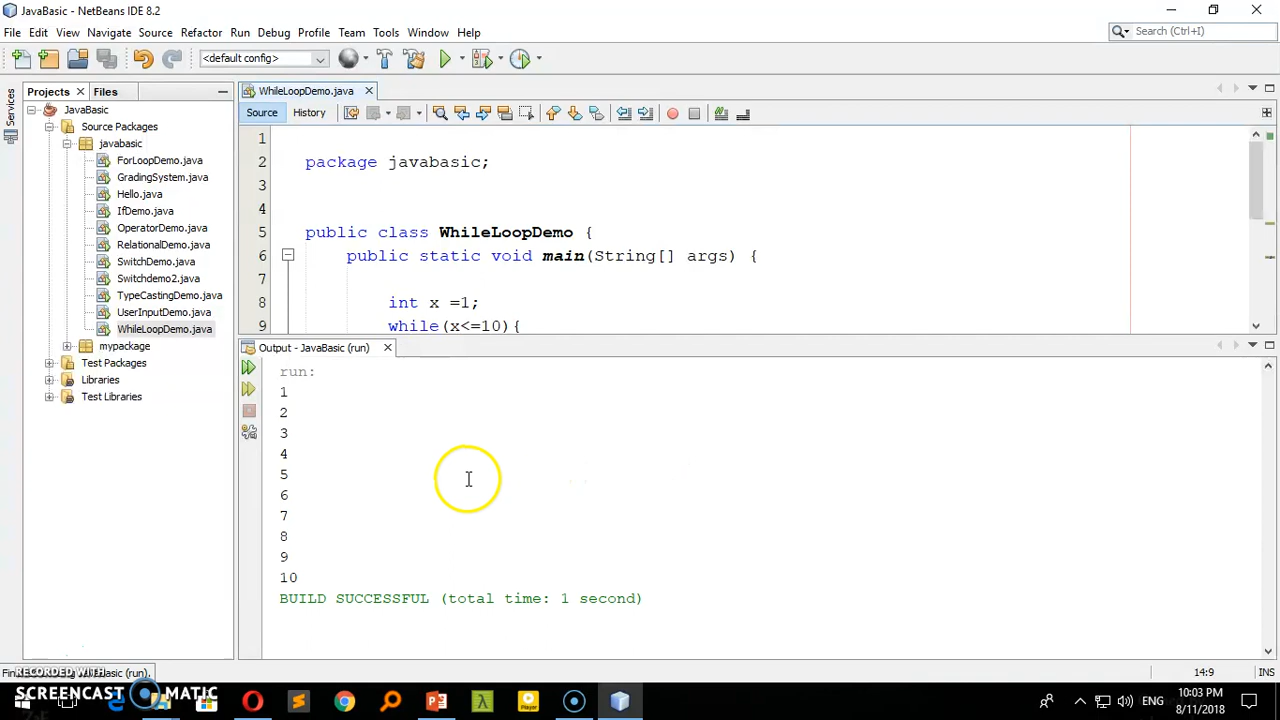 JavaBasic - NetBeans IDE 8.2
File Edit View Navigate Source Refactor Run Debug Profile Team Tools Window Help
Search (Ctrl+I)
<default config>
Services
Projects Files
WhileLoopDemo.java
Source History
JavaBasic
Source Packages
javabasic
ForLoopDemo.java
GradingSystem.java
Hello.java
IfDemo.java
OperatorDemo.java
RelationalDemo.java
SwitchDemo.java
Switchdemo2.java
TypeCastingDemo.java
UserInputDemo.java
WhileLoopDemo.java
mypackage
Test Packages
Libraries
Test Libraries
1
2 package javabasic;
3
4
5 public class WhileLoopDemo {
6 public static void main(String[] args) {
7
8 int x =1;
9 while(x<=10){
Output - JavaBasic (run)
run:
1
2
3
4
5
6
7
8
9
10
BUILD SUCCESSFUL (total time: 1 second)
14:9 INS
RECORDED WITH
SCREENCAST MATIC
Player
ENG
10:03 PM
8/11/2018